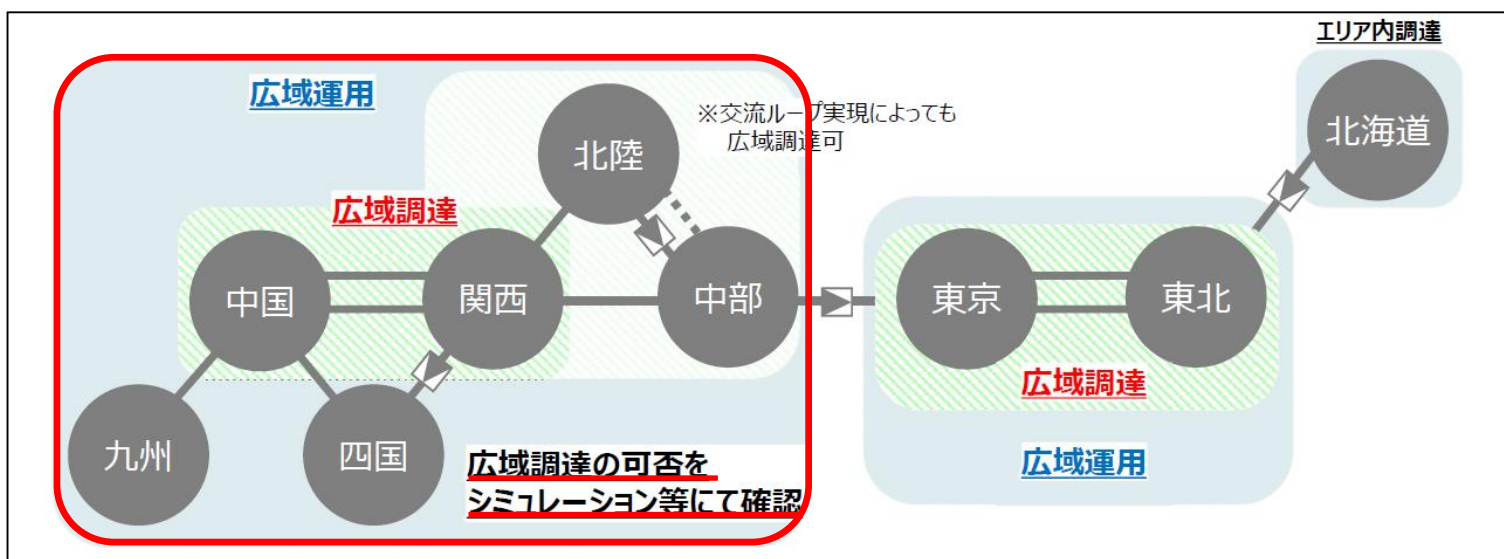 エリア内調達
広域運用
※交流ループ実現によっても
広域調達可
北陸
北海道
広域調達
中国
関西
中部
東京
東北
広域調達
九州
四国
広域調達の可否を
シミュレーション等にて確認
広域運用